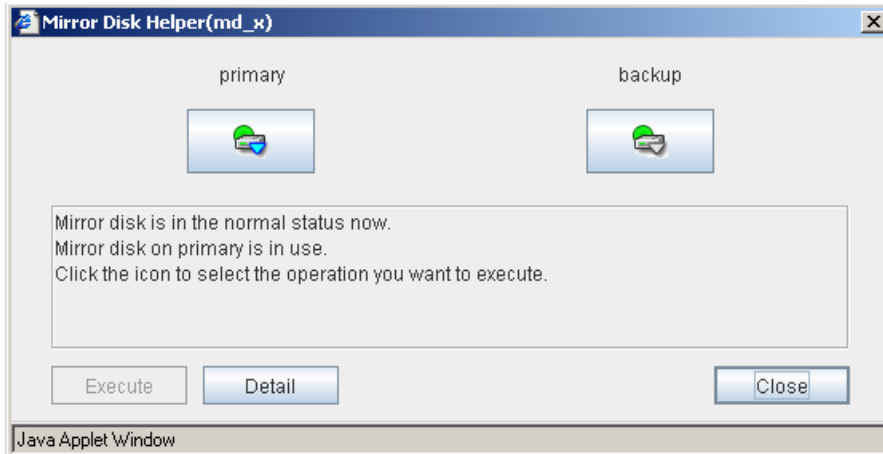 Mirror Disk Helper(md_x)
primary
backup
Mirror disk is in the normal status now.
Mirror disk on primary is in use.
Click the icon to select the operation you want to execute.
Execute
Detail
Close
Java Applet Window